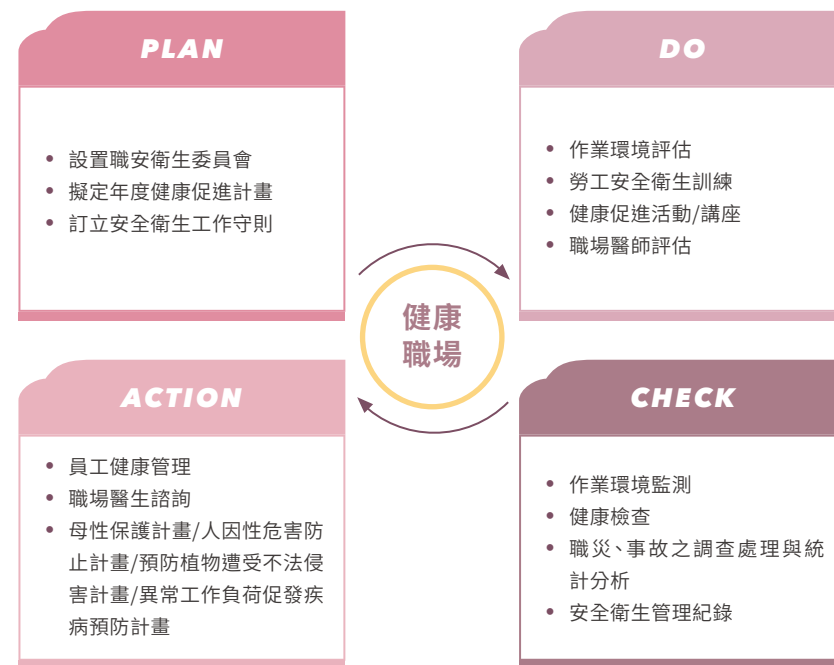 PLAN
• 設置職安衛生委員會
• 擬定年度健康促進計畫
• 訂立安全衛生工作守則
DO
• 作業環境評估
• 勞工安全衛生訓練
• 健康促進活動/講座
• 職場醫師評估
健康
職場
ACTION
• 員工健康管理
• 職場醫生諮詢
• 母性保護計畫/人因性危害防
止計畫/預防植物遭受不法侵
害計畫/異常工作負荷促發疾
病預防計畫
CHECK
• 作業環境監測
• 健康檢查
• 職災、事故之調查處理與統
計分析
• 安全衛生管理紀錄